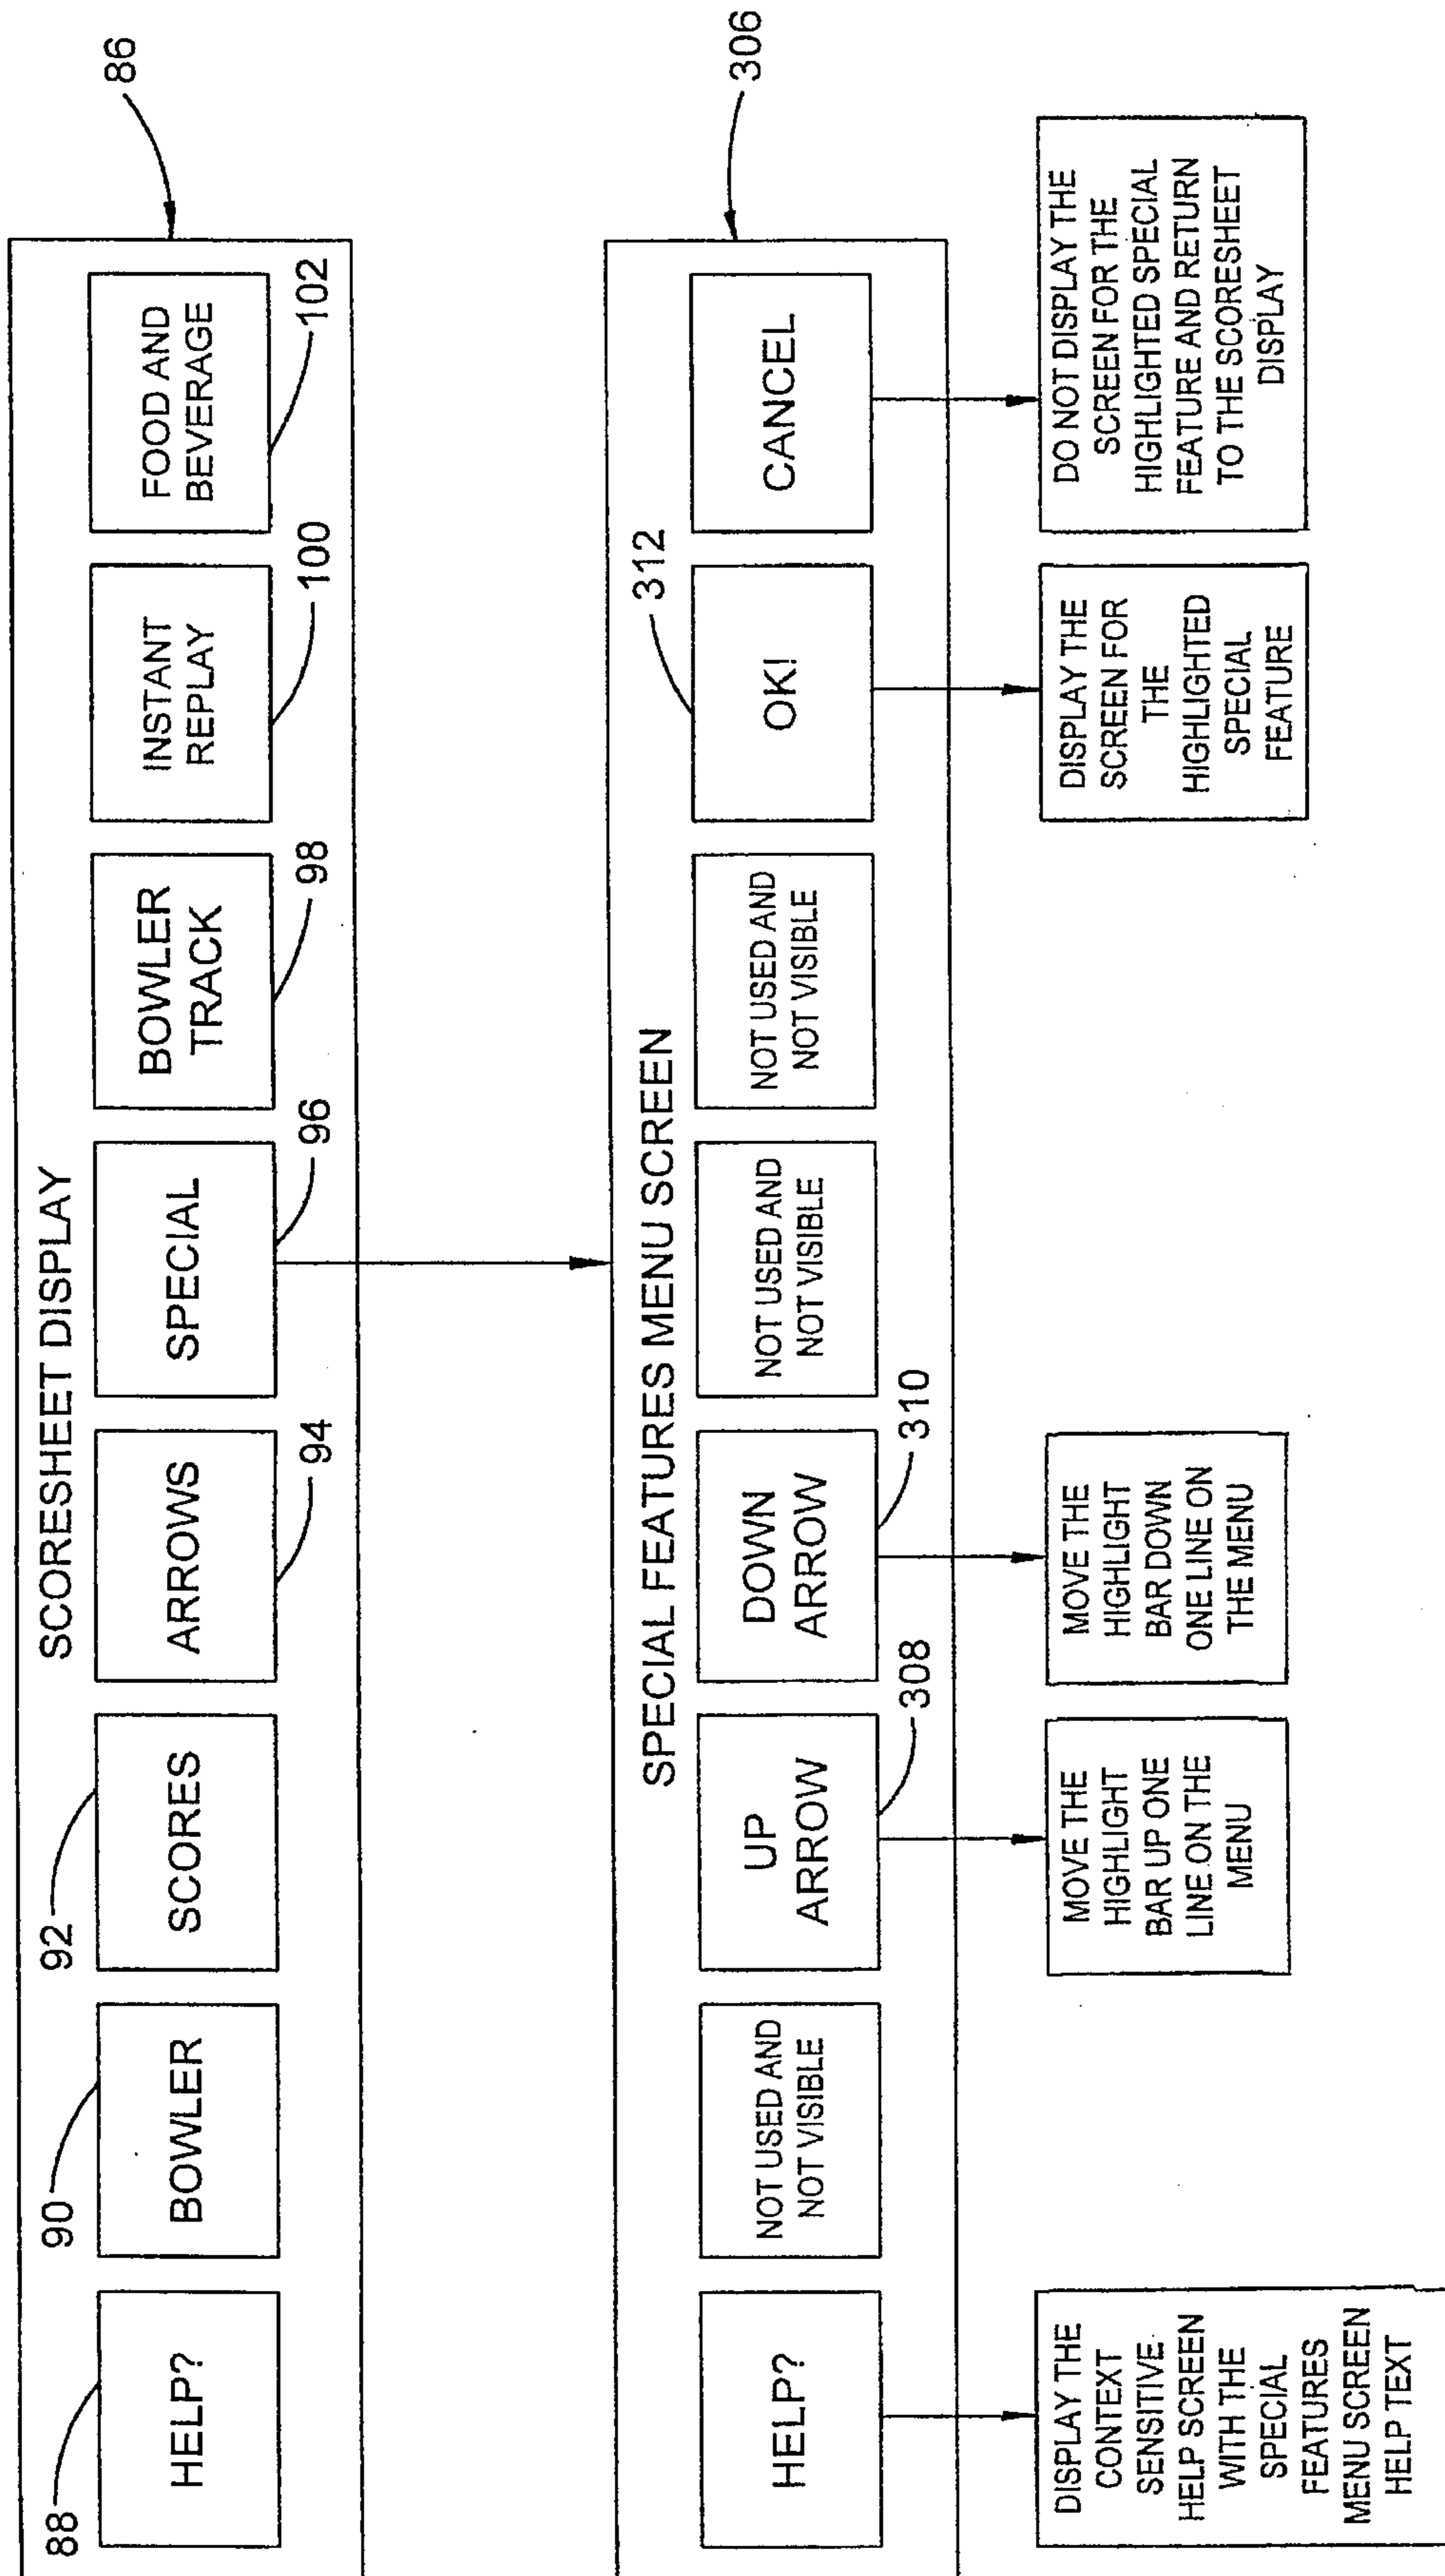 SCORESHEET DISPLAY
86
88
90
92
HELP?
BOWLER
SCORES
ARROWS
SPECIAL
BOWLER
TRACK
INSTANT
REPLAY
FOOD AND
BEVERAGE
94
96
98
100
102
SPECIAL FEATURES MENU SCREEN
312
306
HELP?
NOT USED AND
NOT VISIBLE
UP
ARROW
DOWN
ARROW
NOT USED AND
NOT VISIBLE
NOT USED AND
NOT VISIBLE
OK!
CANCEL
308
310
DISPLAY THE
CONTEXT
SENSITIVE
HELP SCREEN
WITH THE
SPECIAL
FEATURES
MENU SCREEN
HELP TEXT
MOVE THE
HIGHLIGHT
BAR UP ONE
LINE ON THE
MENU
MOVE THE
HIGHLIGHT
BAR DOWN
ONE LINE ON
THE MENU
DISPLAY THE
SCREEN FOR
THE
HIGHLIGHTED
SPECIAL
FEATURE
DO NOT DISPLAY THE
SCREEN FOR THE
HIGHLIGHTED SPECIAL
FEATURE AND RETURN
TO THE SCORESHEET
DISPLAY